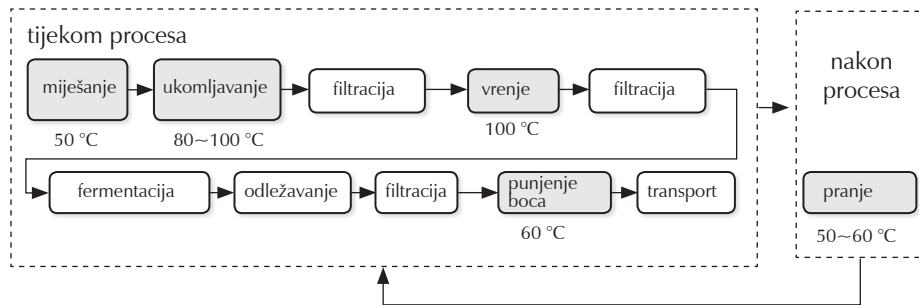 tijekom procesa
miješanje
ukomljavanje
filtracija
vrenje
filtracija
50 °C
80~100 °C
100 °C
fermentacija
odležavanje
filtracija
punjenje
boca
transport
60 °C
nakon
procesa
pranje
50~60 °C